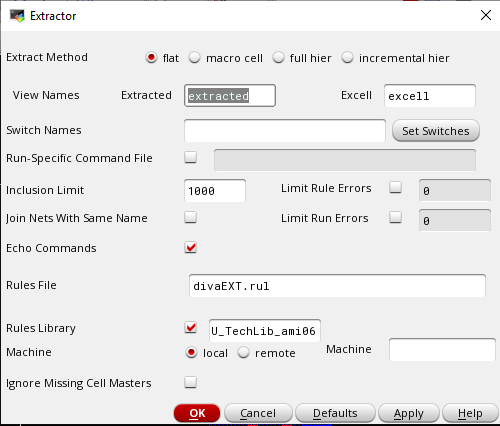 Extractor
Extract Method flat macro cell full hier incremental hier
View Names Extracted extracted Excell excell
Switch Names Set Switches
Run-Specific Command File
Inclusion Limit 1000 Limit Rule Errors 0
Join Nets With Same Name Limit Run Errors 0
Echo Commands
Rules File divaEXT.rul
Rules Library U_TechLib_ami06
Machine local remote Machine
Ignore Missing Cell Masters
OK Cancel Defaults Apply Help